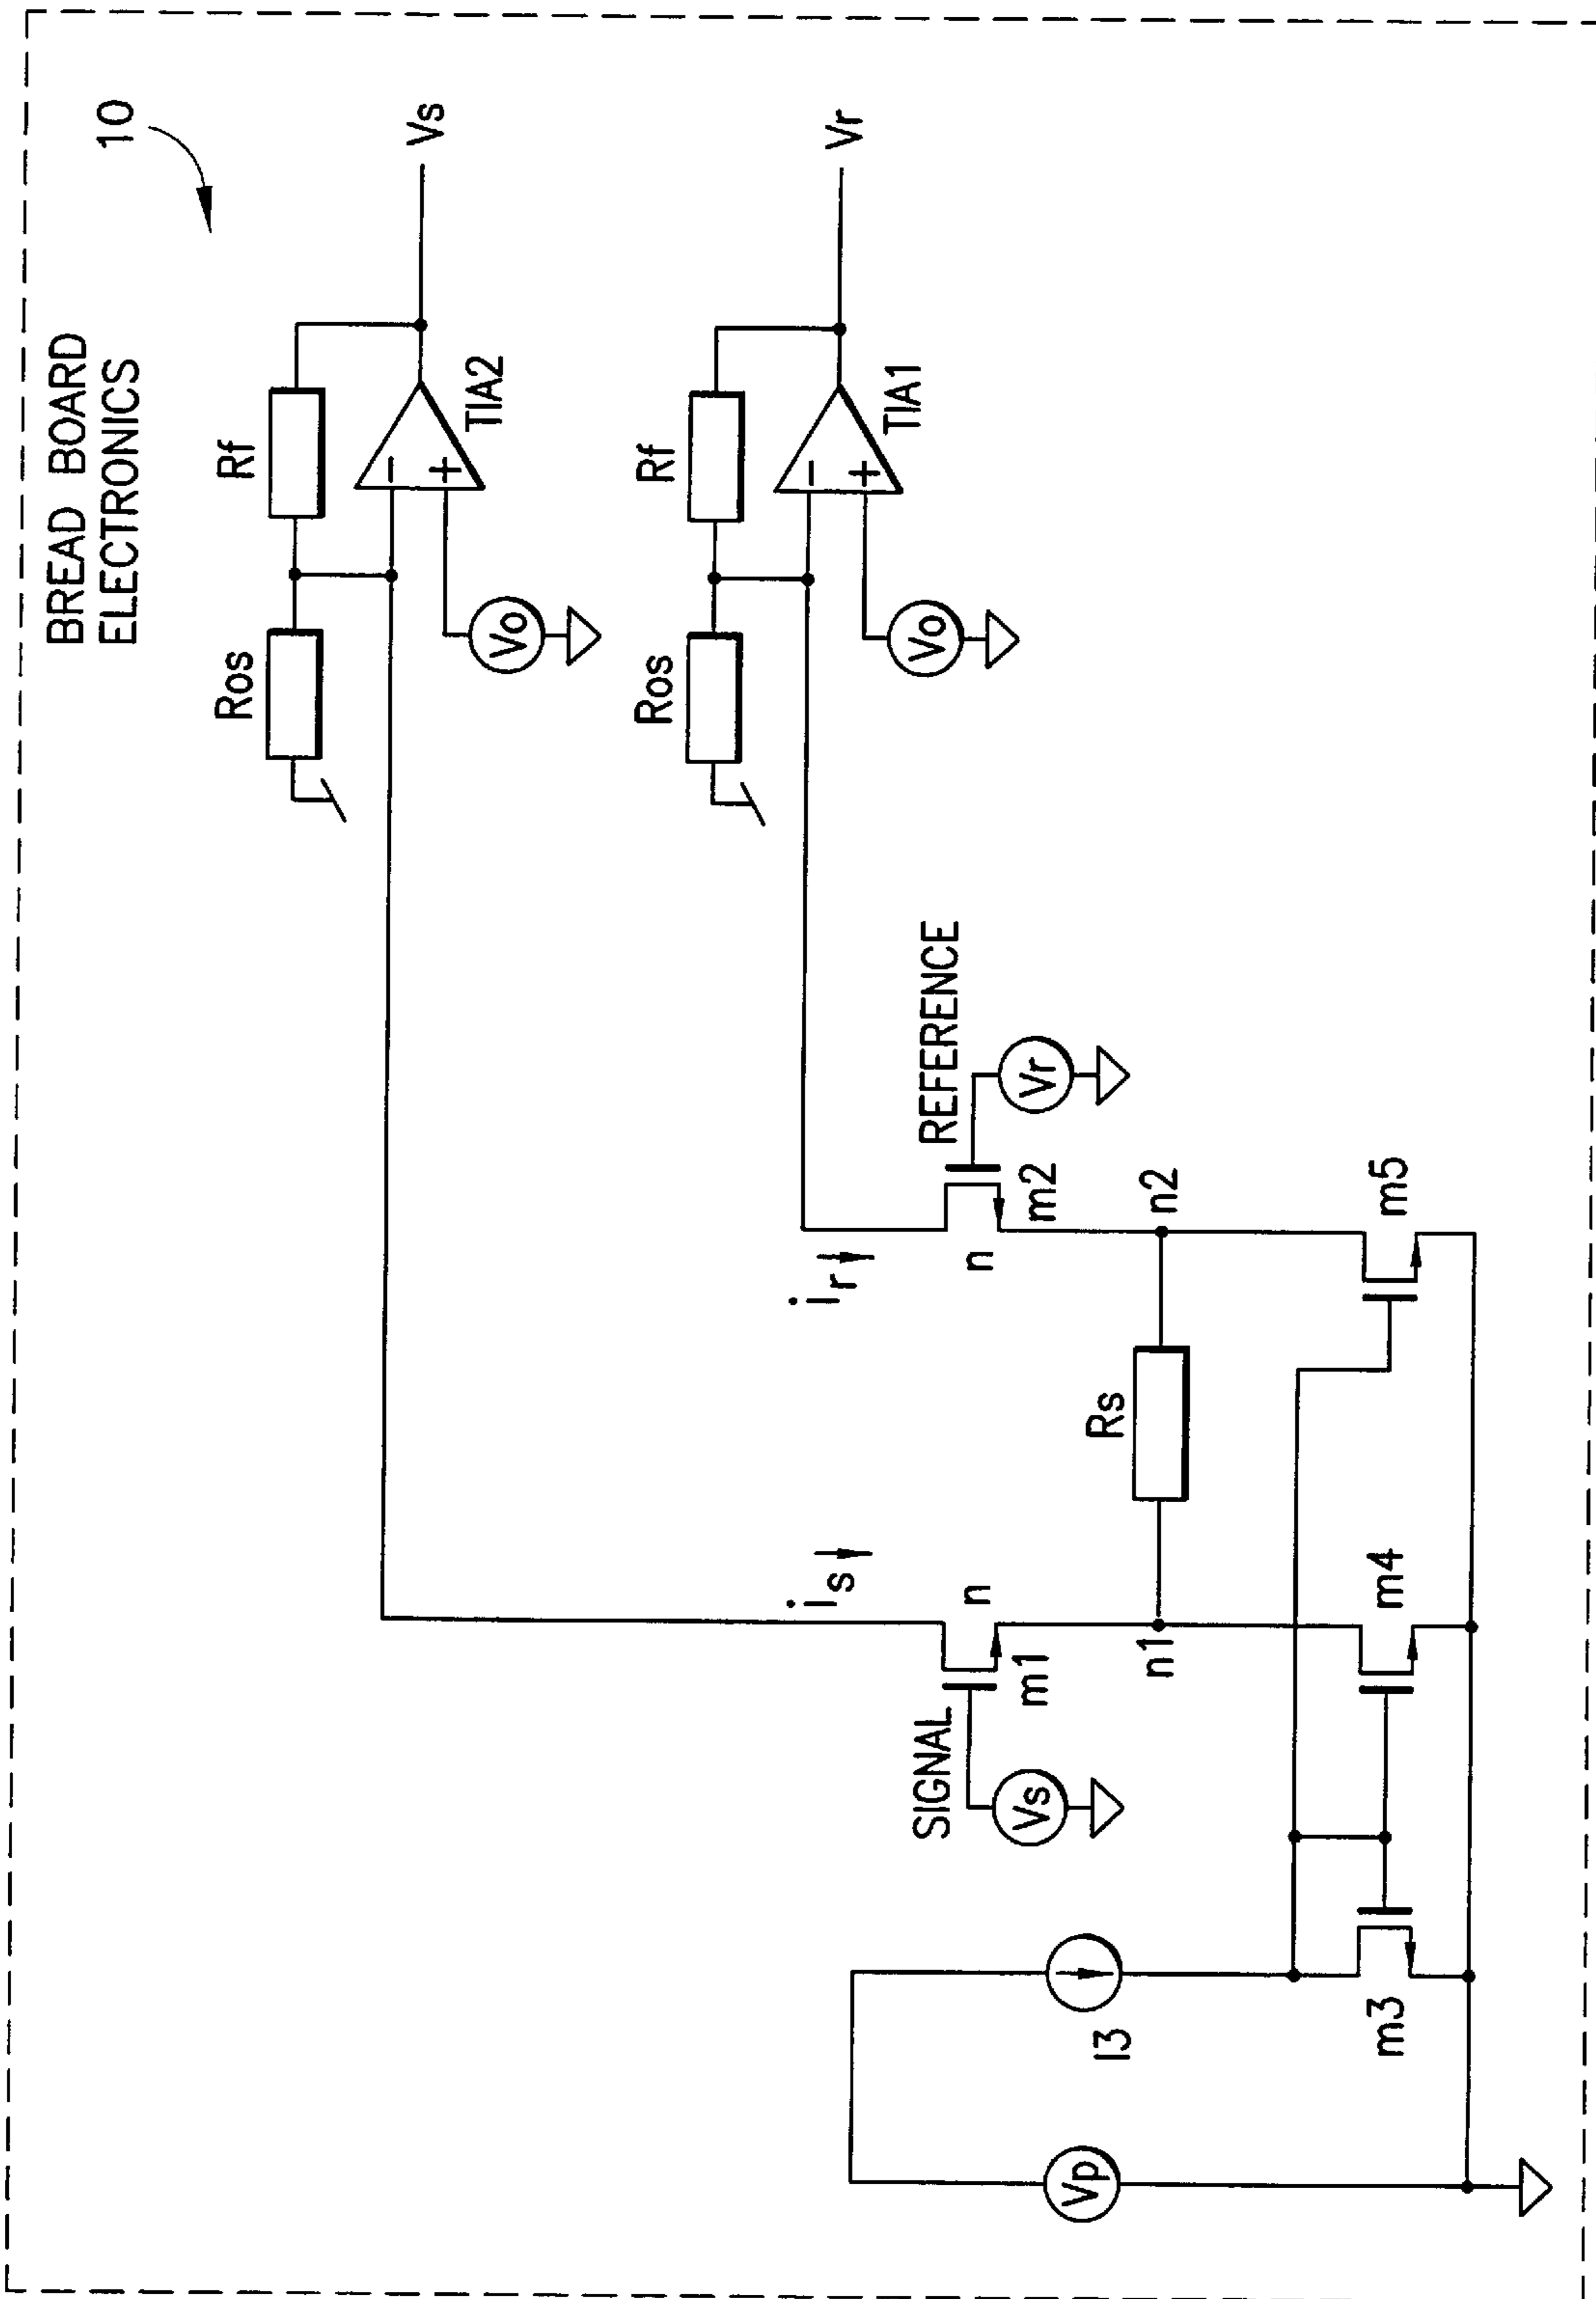 BREAD BOARD
ELECTRONICS
10
Ros
Rf
Vs
TIA2
Vo
Ros
Rf
Vr
TIA1
Vo
is
ir
SIGNAL
n
n
REFERENCE
m1
m2
Vs
Vr
n1
Rs
n2
Vp
I3
m3
m4
m5